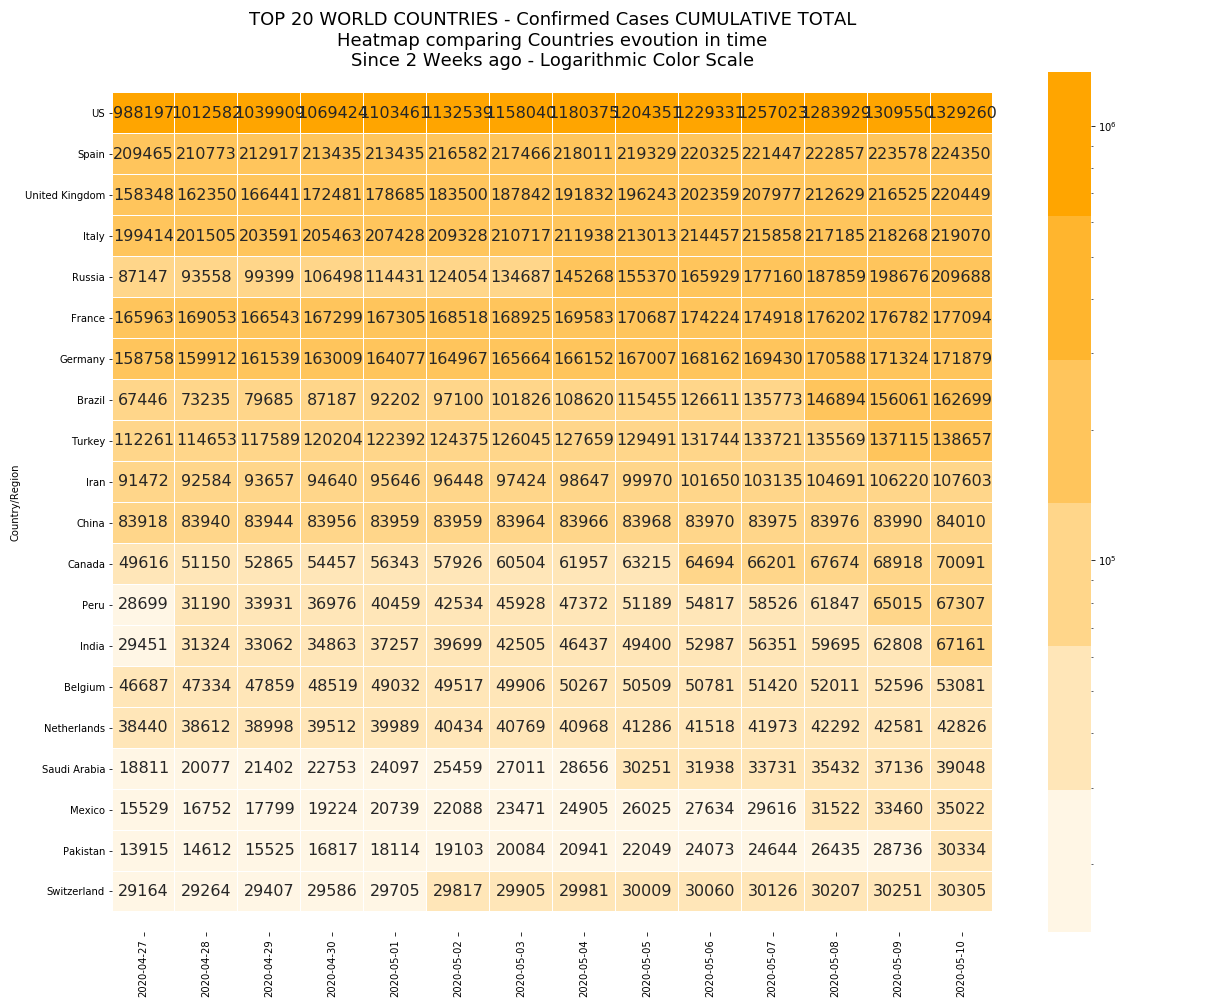 TOP 20 WORLD COUNTRIES - Confirmed Cases CUMULATIVE TOTAL
Heatmap comparing Countries evoution in time
Since 2 Weeks ago - Logarithmic Color Scale
US 988197 1012582 1039909 1069424 1103461 1132539 1158040 1180375 1204351 1229331 1257023 1283929 1309550 1329260
10⁶
Spain 209465 210773 212917 213435 213435 216582 217466 218011 219329 220325 221447 222857 223578 224350
United Kingdom 158348 162350 166441 172481 178685 183500 187842 191832 196243 202359 207977 212629 216525 220449
Italy 199414 201505 203591 205463 207428 209328 210717 211938 213013 214457 215858 217185 218268 219070
Russia 87147 93558 99399 106498 114431 124054 134687 145268 155370 165929 177160 187859 198676 209688
France 165963 169053 166543 167299 167305 168518 168925 169583 170687 174224 174918 176202 176782 177094
Germany 158758 159912 161539 163009 164077 164967 165664 166152 167007 168162 169430 170588 171324 171879
Brazil 67446 73235 79685 87187 92202 97100 101826 108620 115455 126611 135773 146894 156061 162699
Turkey 112261 114653 117589 120204 122392 124375 126045 127659 129491 131744 133721 135569 137115 138657
Iran 91472 92584 93657 94640 95646 96448 97424 98647 99970 101650 103135 104691 106220 107603
Country/Region
China 83918 83940 83944 83956 83959 83959 83964 83966 83968 83970 83975 83976 83990 84010
10⁵
Canada 49616 51150 52865 54457 56343 57926 60504 61957 63215 64694 66201 67674 68918 70091
Peru 28699 31190 33931 36976 40459 42534 45928 47372 51189 54817 58526 61847 65015 67307
India 29451 31324 33062 34863 37257 39699 42505 46437 49400 52987 56351 59695 62808 67161
Belgium 46687 47334 47859 48519 49032 49517 49906 50267 50509 50781 51420 52011 52596 53081
Netherlands 38440 38612 38998 39512 39989 40434 40769 40968 41286 41518 41973 42292 42581 42826
Saudi Arabia 18811 20077 21402 22753 24097 25459 27011 28656 30251 31938 33731 35432 37136 39048
Mexico 15529 16752 17799 19224 20739 22088 23471 24905 26025 27634 29616 31522 33460 35022
Pakistan 13915 14612 15525 16817 18114 19103 20084 20941 22049 24073 24644 26435 28736 30334
Switzerland 29164 29264 29407 29586 29705 29817 29905 29981 30009 30060 30126 30207 30251 30305
2020-04-27 2020-04-28 2020-04-29 2020-04-30 2020-05-01 2020-05-02 2020-05-03 2020-05-04 2020-05-05 2020-05-06 2020-05-07 2020-05-08 2020-05-09 2020-05-10